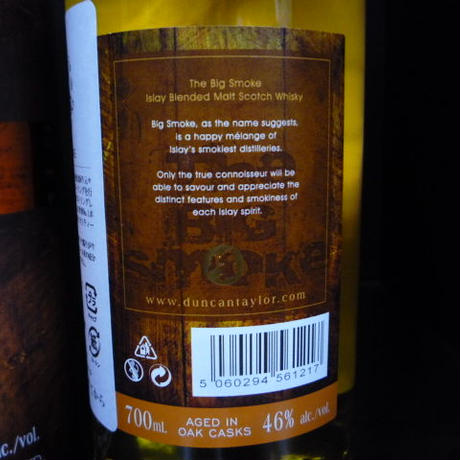 The Big Smoke
Islay Blended Malt Scotch Whisky
Big Smoke, as the name suggests,
is a happy mélange of
Islay's smokiest distilleries.
Only the true connoisseur will be
able to savour and appreciate the
distinct features and smokiness of
each Islay spirit.
The
BIG
SMOKE
www.duncantaylor.com
5 060294 561217
700mL
AGED IN
OAK CASKS
46% alc./vol.
lc./vol.